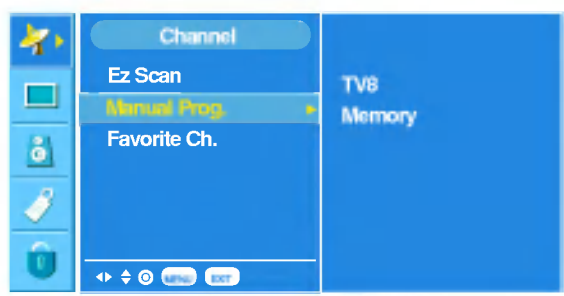 Channel
Ez Scan
Manual Prog.
Favorite Ch.
MENU EXIT
TV8
Memory